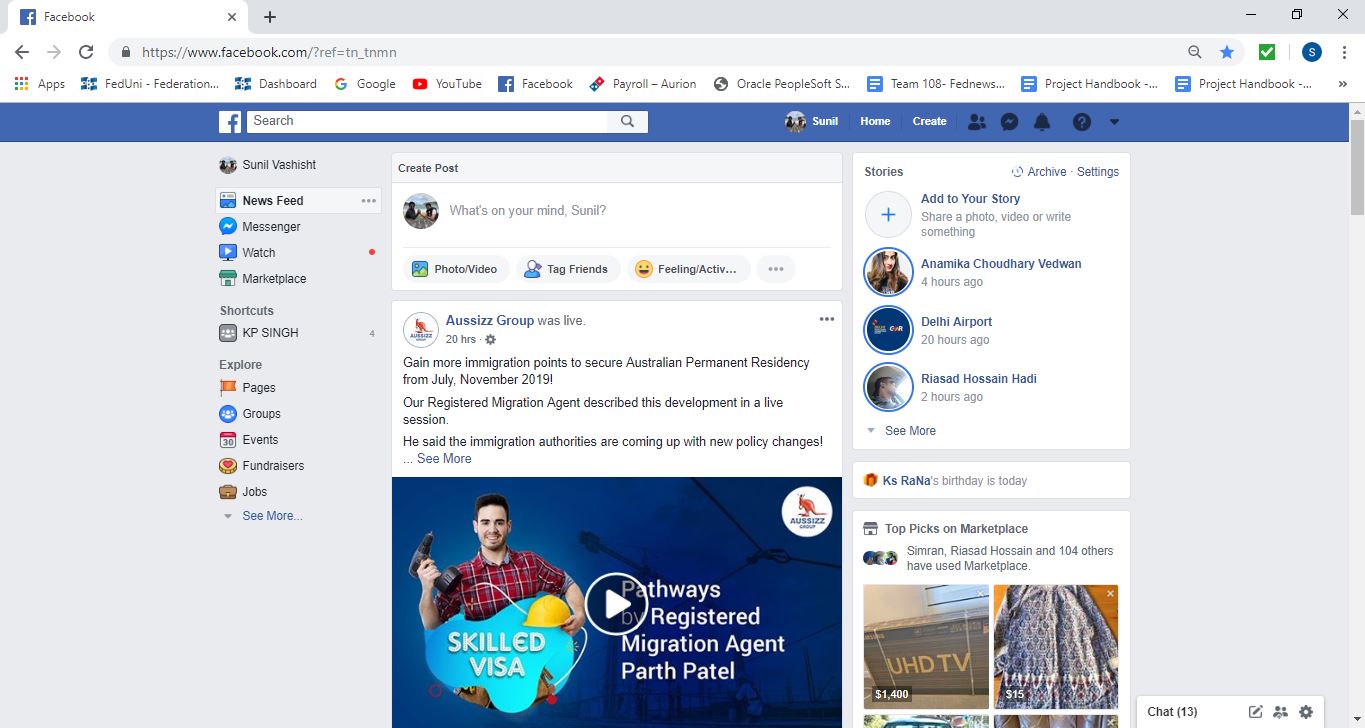 Facebook
https://www.facebook.com/?ref=tn_tnmn
S
Apps
FedUni - Federation...
Dashboard
Google
YouTube
Facebook
Payroll – Aurion
Oracle PeopleSoft S...
Team 108- Fednews...
Project Handbook -...
Project Handbook -...
Search
Sunil
Home
Create
Sunil Vashisht
News Feed
Messenger
Watch
Marketplace
Shortcuts
KP SINGH 4
Explore
Pages
Groups
Events
Fundraisers
Jobs
See More...
Create Post
What's on your mind, Sunil?
Photo/Video
Tag Friends
Feeling/Activ...
Aussizz Group was live.
20 hrs ·
Gain more immigration points to secure Australian Permanent Residency
from July, November 2019!
Our Registered Migration Agent described this development in a live
session.
He said the immigration authorities are coming up with new policy changes!
... See More
AUSSIZZ
GROUP
SKILLED
VISA
Pathways
by Registered
Migration Agent
Parth Patel
Stories
Archive · Settings
Add to Your Story
Share a photo, video or write
something
Anamika Choudhary Vedwan
4 hours ago
Delhi Airport
20 hours ago
Riasad Hossain Hadi
2 hours ago
See More
Ks RaNa's birthday is today
Top Picks on Marketplace
Simran, Riasad Hossain and 104 others
have used Marketplace.
UHD TV
$1,400
$15
Chat (13)